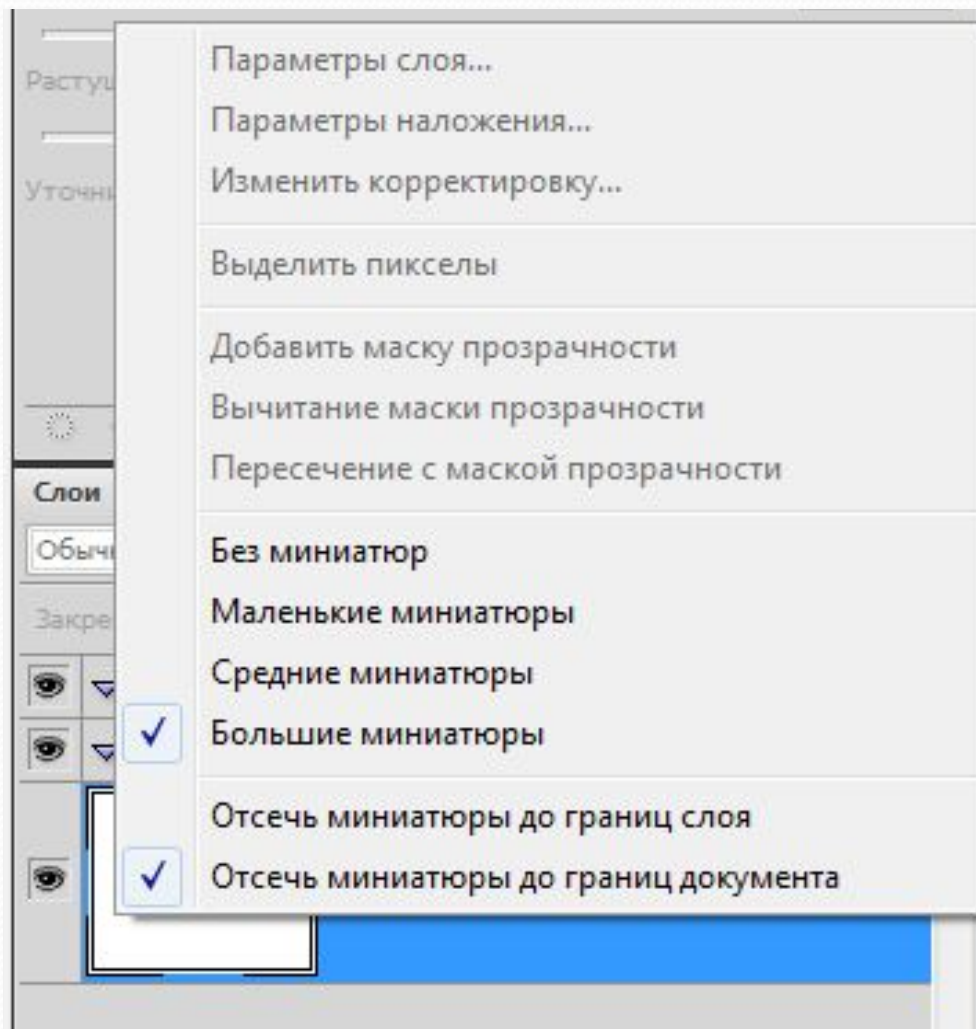 Параметры слоя...
Параметры наложения...
Изменить корректировку...
Выделить пикселы
Добавить маску прозрачности
Вычитание маски прозрачности
Пересечение с маской прозрачности
Слои
Без миниатюр
Маленькие миниатюры
Средние миниатюры
Большие миниатюры
Отсечь миниатюры до границ слоя
Отсечь миниатюры до границ документа